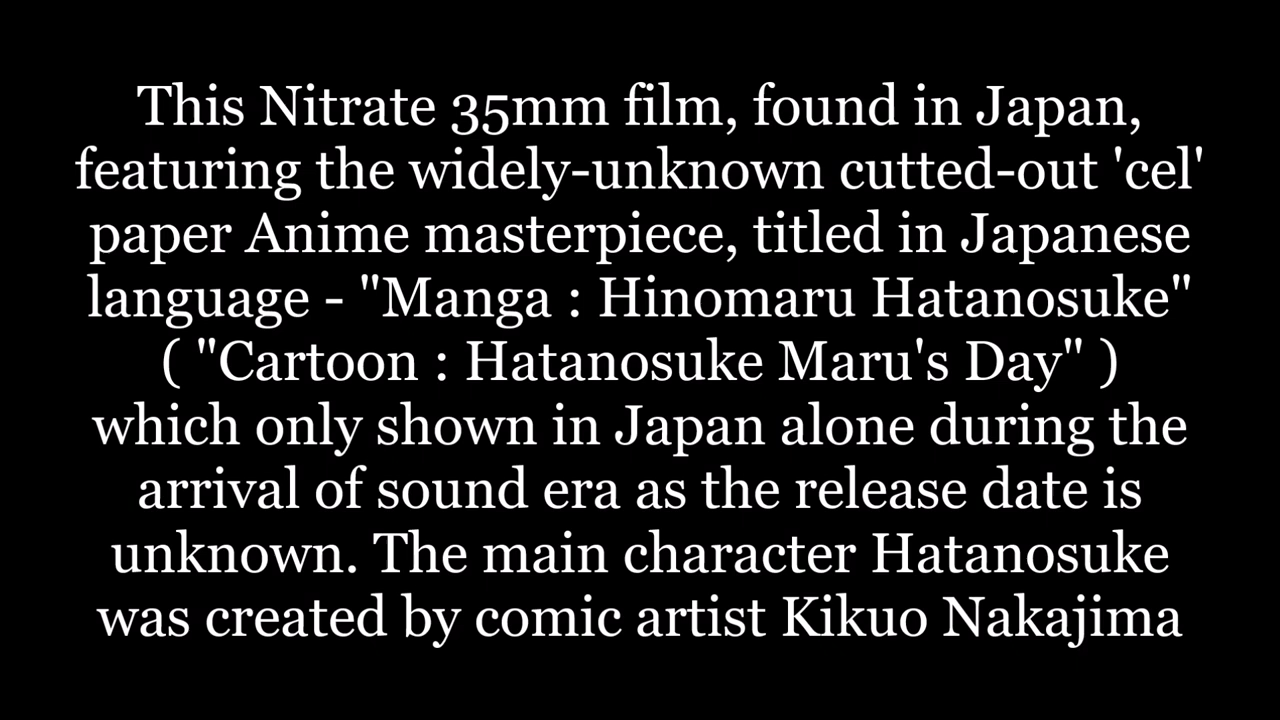 This Nitrate 35mm film, found in Japan,
featuring the widely-unknown cutted-out 'cel'
paper Anime masterpiece, titled in Japanese
language - "Manga : Hinomaru Hatanosuke"
( "Cartoon : Hatanosuke Maru's Day" )
which only shown in Japan alone during the
arrival of sound era as the release date is
unknown. The main character Hatanosuke
was created by comic artist Kikuo Nakajima